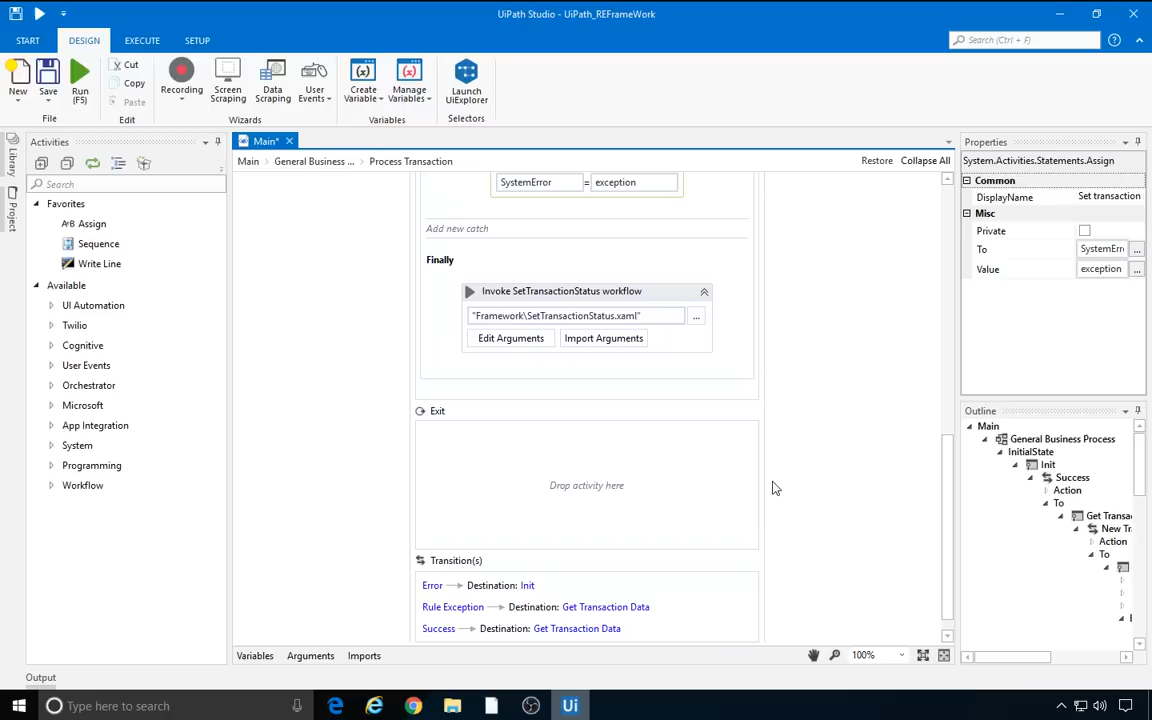 UiPath Studio - UiPath_REFrameWork
START
DESIGN
EXECUTE
SETUP
Search (Ctrl + F)
New
Save
Run
(F5)
Cut
Copy
Paste
Recording
Screen
Scraping
Data
Scraping
User
Events
Create
Variable
Manage
Variables
Launch
UiExplorer
File
Edit
Wizards
Variables
Selectors
Library
Project
Activities
Search
Favorites
A+B Assign
Sequence
Write Line
Available
UI Automation
Twilio
Cognitive
User Events
Orchestrator
Microsoft
App Integration
System
Programming
Workflow
Main*
Main > General Business ... > Process Transaction
Restore
Collapse All
SystemError = exception
Add new catch
Finally
Invoke SetTransactionStatus workflow
"Framework\SetTransactionStatus.xaml"
...
Edit Arguments
Import Arguments
Exit
Drop activity here
Transition(s)
Error Destination: Init
Rule Exception Destination: Get Transaction Data
Success Destination: Get Transaction Data
Variables
Arguments
Imports
100%
Properties
System.Activities.Statements.Assign
Common
DisplayName Set transaction
Misc
Private
To SystemErr ...
Value exception ...
Outline
Main
General Business Process
InitialState
Init
Success
Action
To
Get Transac
New Tr
Action
To
Output
Type here to search
Ui